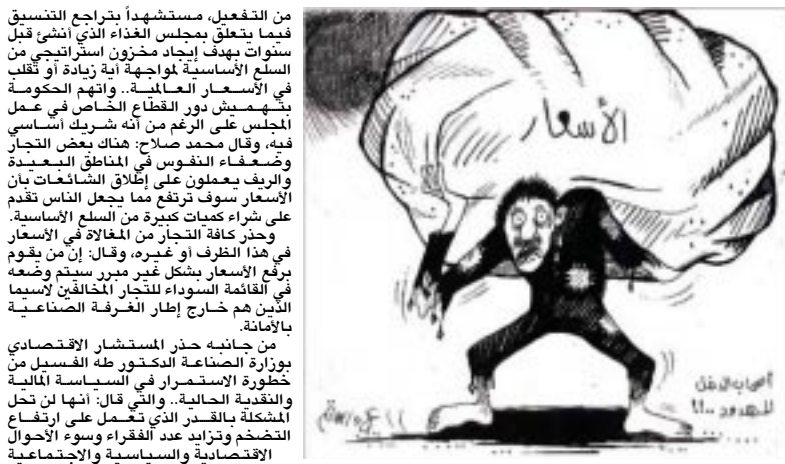 من التفعيل، مستشهداً بتراجع التنسيق
فيما يتعلق بمجلس الغذاء الذي أنشئ قبل
سنوات بهدف إيجاد مخزون استراتيجي من
السلع الأساسية لمواجهة أية زيادة أو تقلب
في الأسعار العالمية.. واتهم الحكومة
بتهميش دور القطاع الخاص في عمل
المجلس على الرغم من أنه شريك أساسي
فيه، وقال محمد صلاح: هناك بعض التجار
وضعفاء النفوس في المناطق البعيدة
والريف يعملون على إطلاق الشائعات بأن
الأسعار سوف ترتفع مما يجعل الناس تقدم
على شراء كميات كبيرة من السلع الأساسية.
وحذر كافة التجار من المغالاة في الأسعار
في هذا الظرف أو غيره، وقال: إن من يقوم
برفع الأسعار بشكل غير مبرر سيتم وضعه
في القائمة السوداء للتجار المخالفين لاسيما
الذين هم خارج إطار الغرفة الصناعية
بالأمانة.
من جانبه حذر المستشار الاقتصادي
بوزارة الصناعة الدكتور طه الفسيل من
خطورة الاستمرار في السياسة المالية
والنقدية الحالية.. والتي قال: أنها لن تحل
المشكلة بالقدر الذي تعمل على ارتفاع
التضخم وتزايد عدد الفقراء وسوء الأحوال
الاقتصادية والسياسية والاجتماعية
الأسعار
أصحاب الدخل
المحدود ..!!